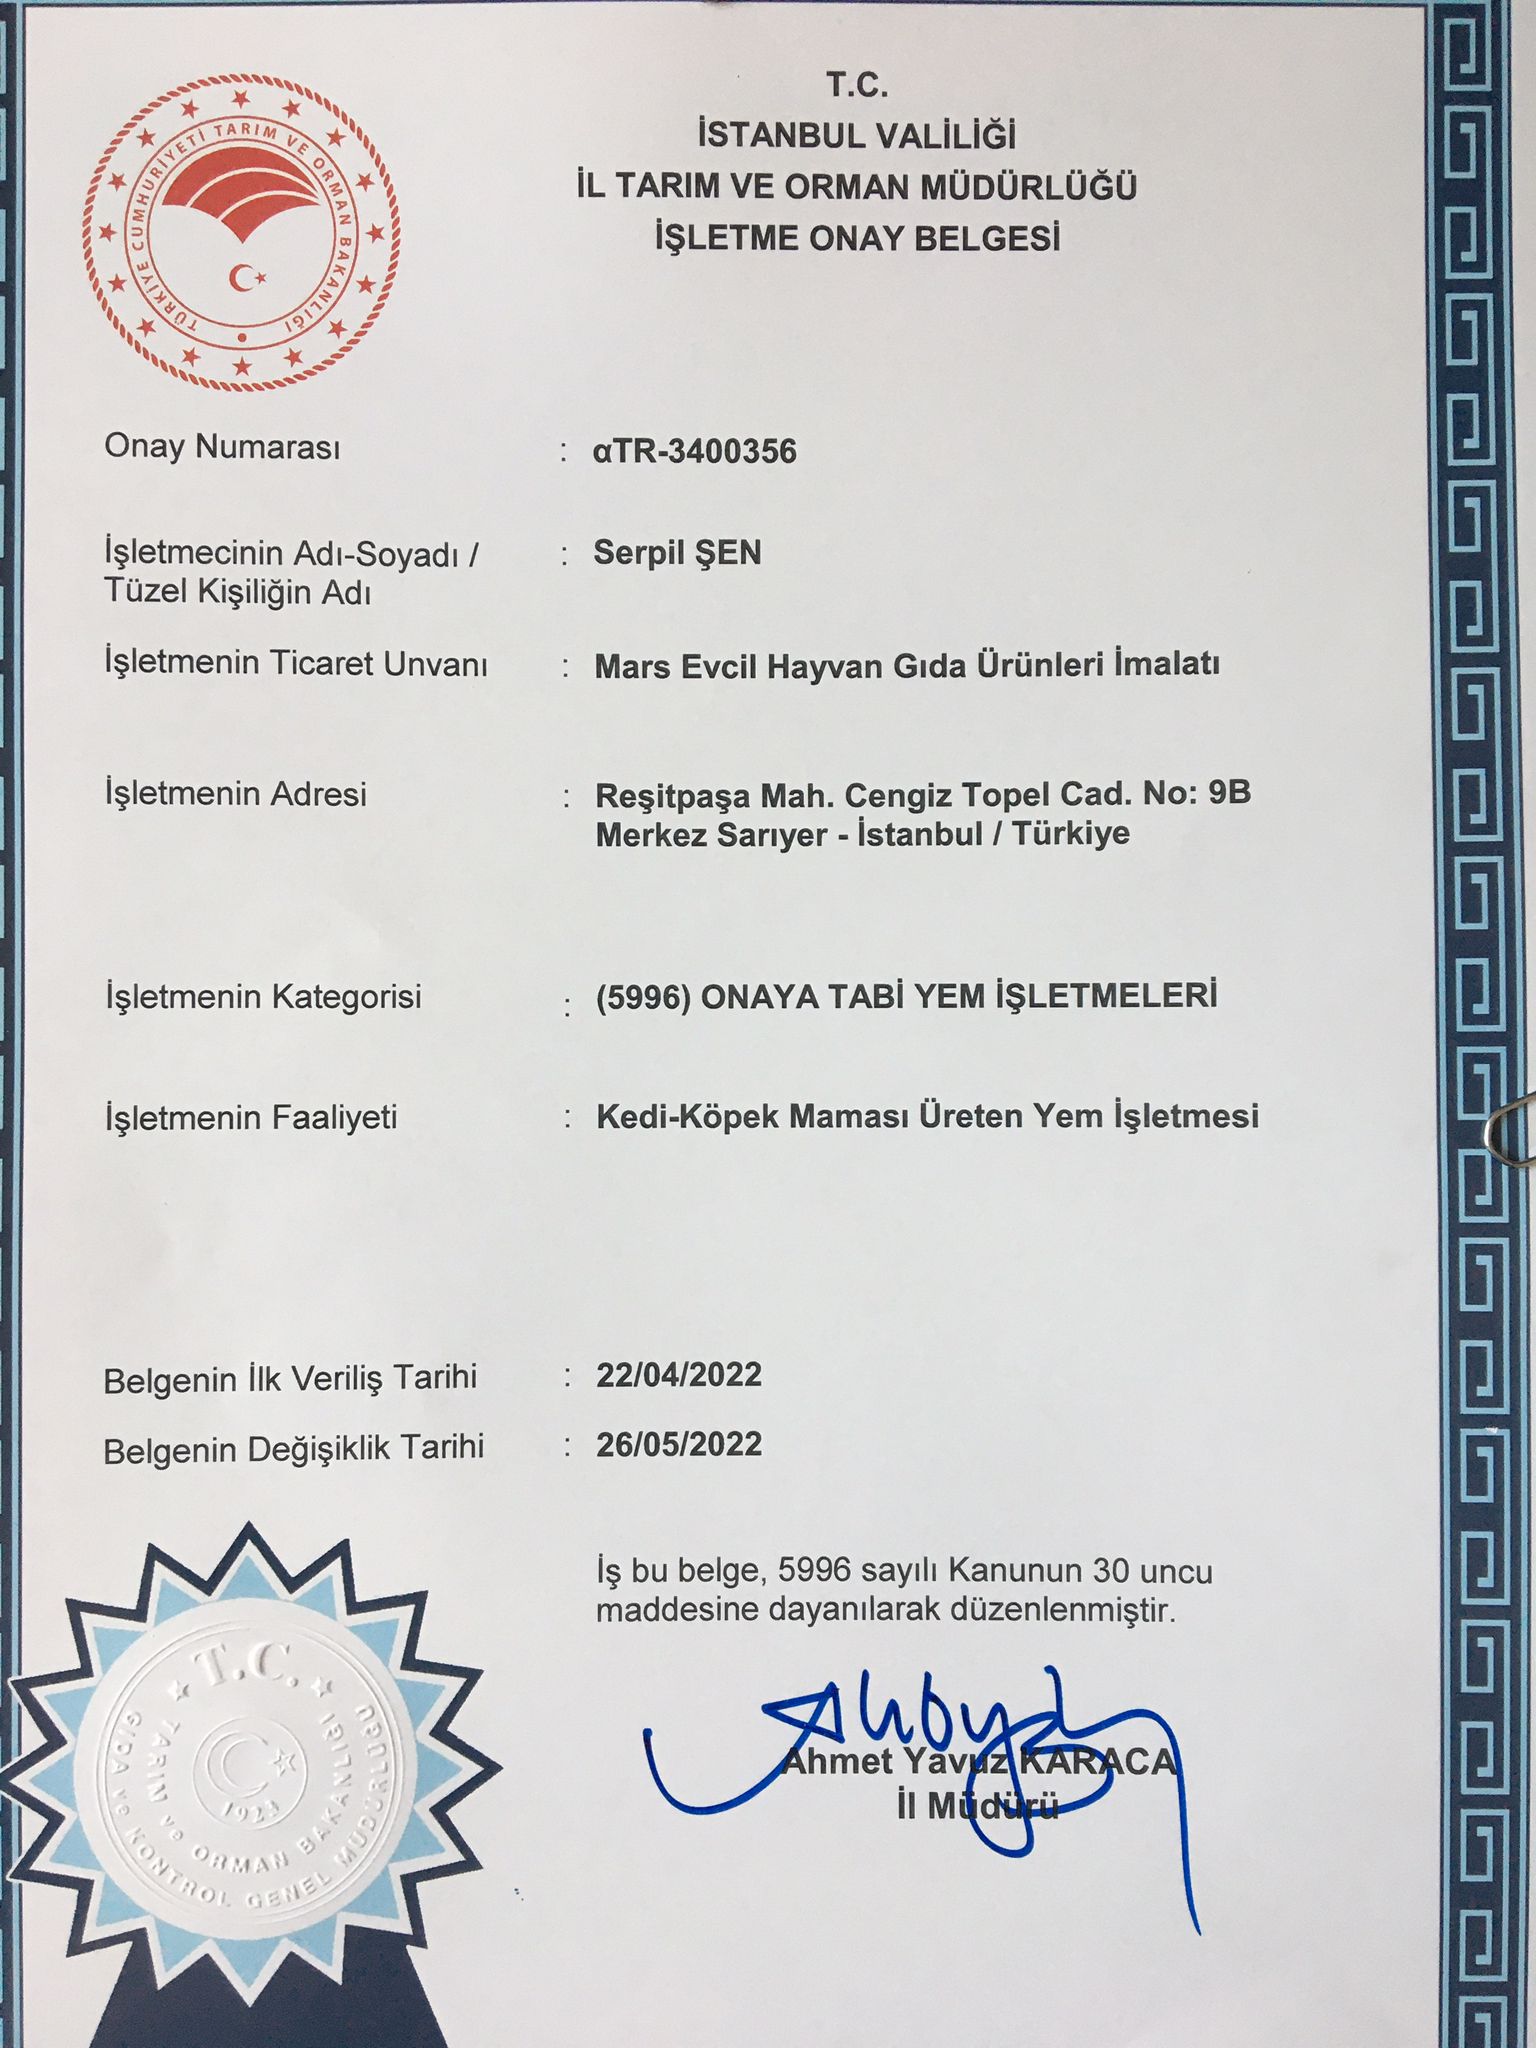 T.C.
İSTANBUL VALİLİĞİ
İL TARIM VE ORMAN MÜDÜRLÜĞÜ
İŞLETME ONAY BELGESİ
TÜRKİYE CUMHURİYETİ TARIM VE ORMAN BAKANLIĞI
Onay Numarası : αTR-3400356
İşletmecinin Adı-Soyadı / : Serpil ŞEN
Tüzel Kişiliğin Adı
İşletmenin Ticaret Unvanı : Mars Evcil Hayvan Gıda Ürünleri İmalatı
İşletmenin Adresi : Reşitpaşa Mah. Cengiz Topel Cad. No: 9B
Merkez Sarıyer - İstanbul / Türkiye
İşletmenin Kategorisi : (5996) ONAYA TABİ YEM İŞLETMELERİ
İşletmenin Faaliyeti : Kedi-Köpek Maması Üreten Yem İşletmesi
Belgenin İlk Veriliş Tarihi : 22/04/2022
Belgenin Değişiklik Tarihi : 26/05/2022
İş bu belge, 5996 sayılı Kanunun 30 uncu
maddesine dayanılarak düzenlenmiştir.
Ahmet Yavuz KARACA
İl Müdürü
T.C.
TARIM ve ORMAN BAKANLIĞI
GIDA ve KONTROL GENEL MÜDÜRLÜĞÜ
1923